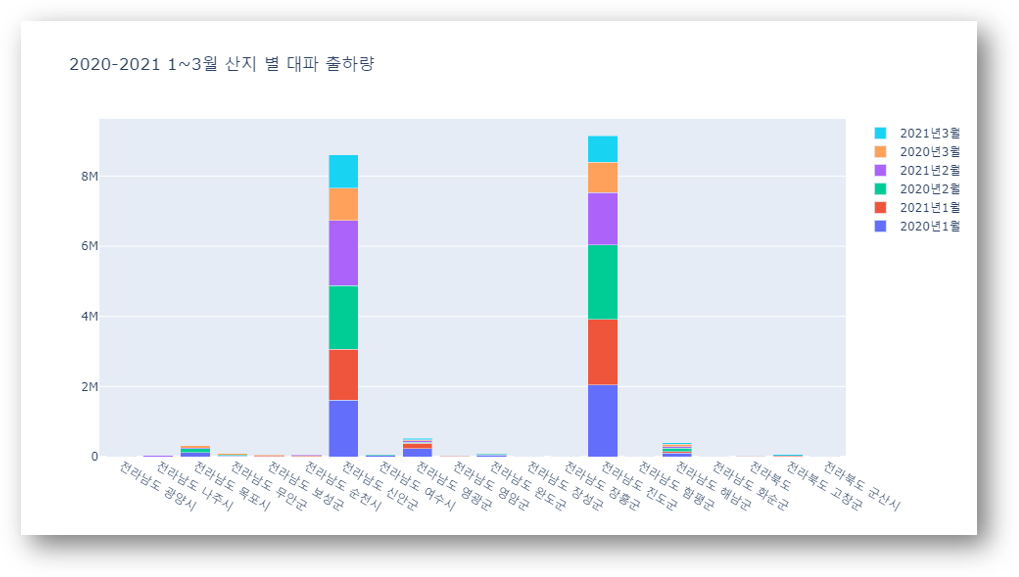 2020-2021 1~3월 산지 별 대파 출하량
8M
6M
4M
2M
0
2021년3월
2020년3월
2021년2월
2020년2월
2021년1월
2020년1월
전라남도 광양시
전라남도 나주시
전라남도 목포시
전라남도 무안군
전라남도 보성군
전라남도 순천시
전라남도 신안군
전라남도 여수시
전라남도 영광군
전라남도 영암군
전라남도 완도군
전라남도 장성군
전라남도 장흥군
전라남도 진도군
전라남도 함평군
전라남도 해남군
전라남도 화순군
전라북도
전라북도 고창군
전라북도 군산시